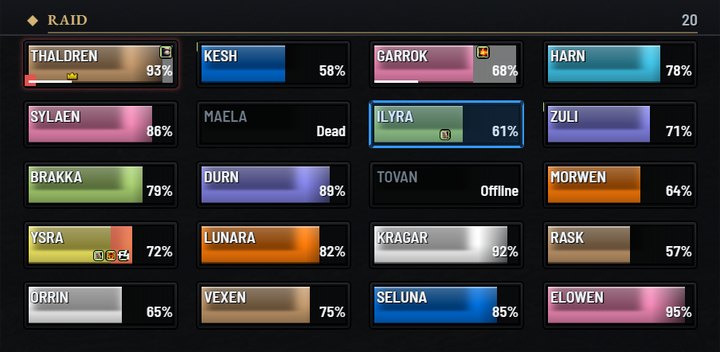 RAID 20
THALDREN 93% KESH 58% GARROK 68% HARN 78%
SYLAEN 86% MAELA Dead ILYRA 61% ZULI 71%
BRAKKA 79% DURN 89% TOVAN Offline MORWEN 64%
YSRA 72% LUNARA 82% KRAGAR 92% RASK 57%
ORRIN 65% VEXEN 75% SELUNA 85% ELOWEN 95%